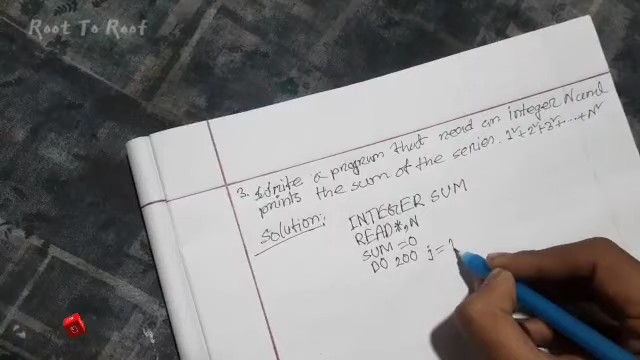 Root To Roof
3. Write a program that read an integer N and
prints the sum of the series. 1²+2²+3²+...+N²
Solution: INTEGER SUM
READ*,N
SUM=0
DO 200 j=1